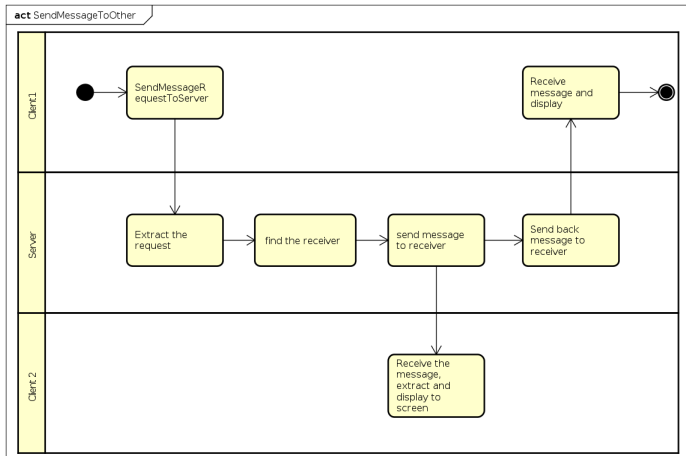 act SendMessageToOther
Client1
SendMessageR
equestToServer
Receive
message and
display
Server
Extract the
request
find the receiver
send message
to receiver
Send back
message to
receiver
Client 2
Receive the
message,
extract and
display to
screen